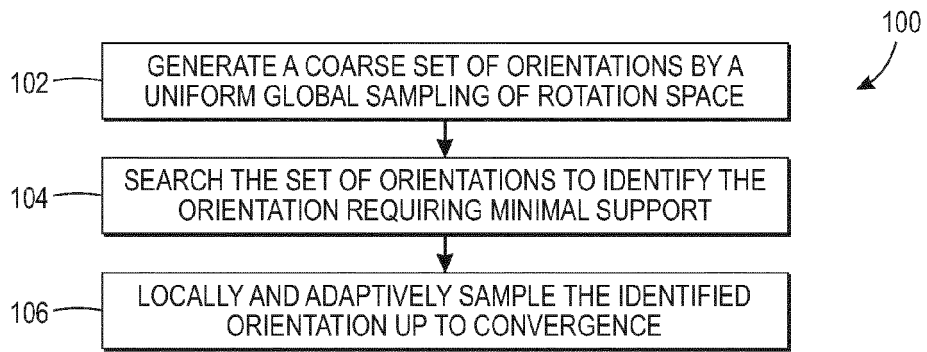 100
102
GENERATE A COARSE SET OF ORIENTATIONS BY A
UNIFORM GLOBAL SAMPLING OF ROTATION SPACE
104
SEARCH THE SET OF ORIENTATIONS TO IDENTIFY THE
ORIENTATION REQUIRING MINIMAL SUPPORT
106
LOCALLY AND ADAPTIVELY SAMPLE THE IDENTIFIED
ORIENTATION UP TO CONVERGENCE